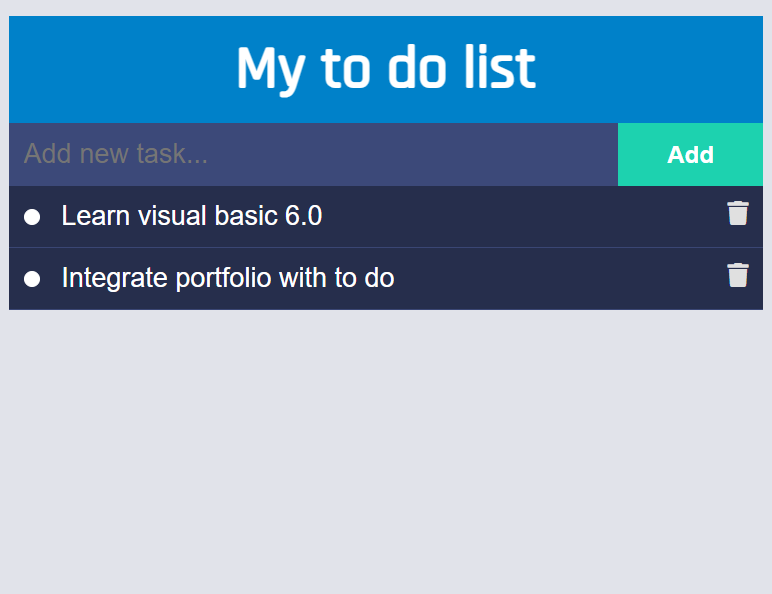 My to do list
Add new task...
Add
Learn visual basic 6.0
Integrate portfolio with to do